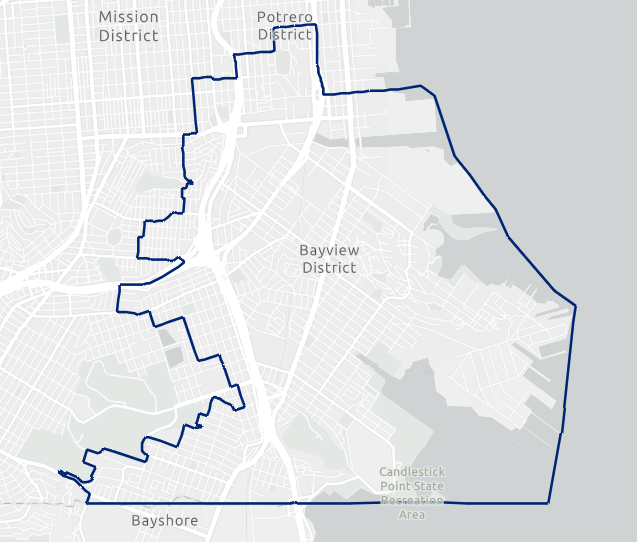 Mission
District
Potrero
District
Bayview
District
Candlestick
Point State
Recreation
Area
Bayshore